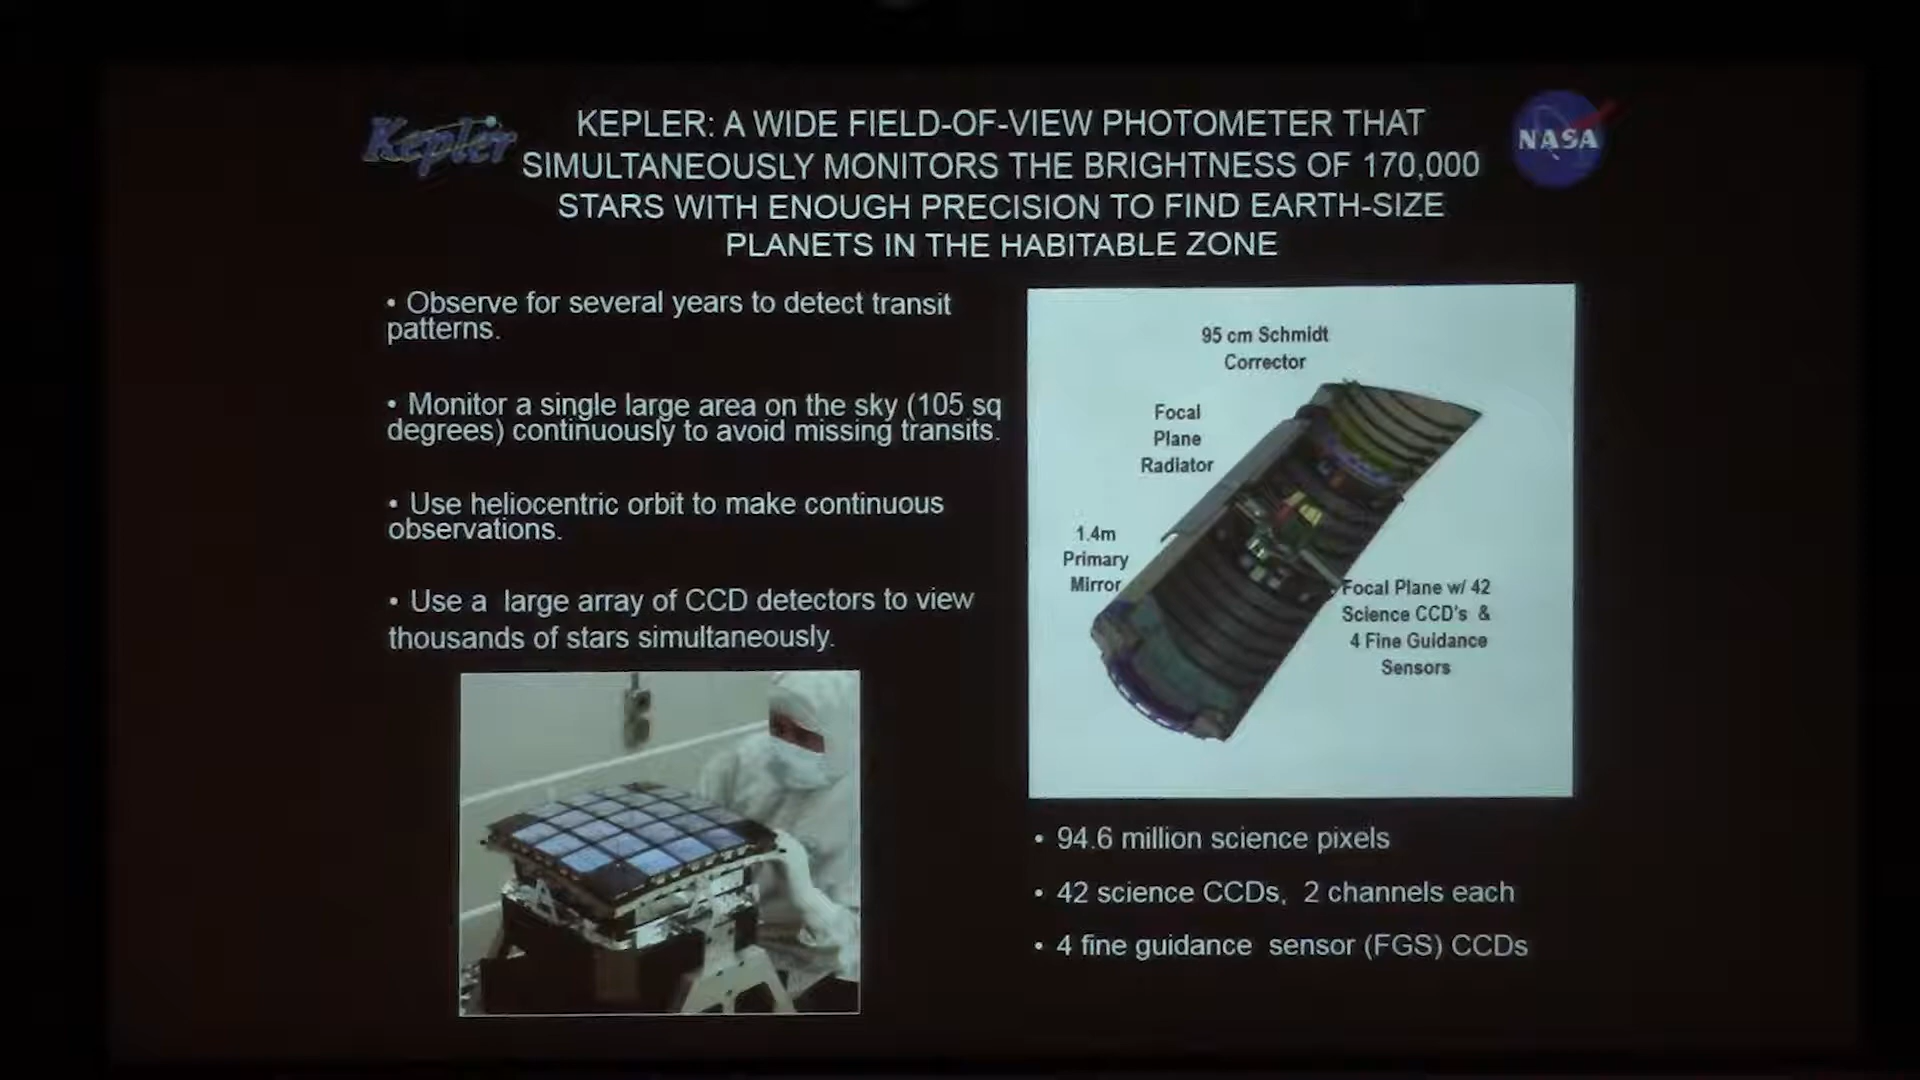 Kepler
KEPLER: A WIDE FIELD-OF-VIEW PHOTOMETER THAT
SIMULTANEOUSLY MONITORS THE BRIGHTNESS OF 170,000
STARS WITH ENOUGH PRECISION TO FIND EARTH-SIZE
PLANETS IN THE HABITABLE ZONE
NASA
• Observe for several years to detect transit
patterns.
• Monitor a single large area on the sky (105 sq
degrees) continuously to avoid missing transits.
• Use heliocentric orbit to make continuous
observations.
• Use a large array of CCD detectors to view
thousands of stars simultaneously.
95 cm Schmidt
Corrector
Focal
Plane
Radiator
1.4m
Primary
Mirror
Focal Plane w/ 42
Science CCD's &
4 Fine Guidance
Sensors
• 94.6 million science pixels
• 42 science CCDs, 2 channels each
• 4 fine guidance sensor (FGS) CCDs